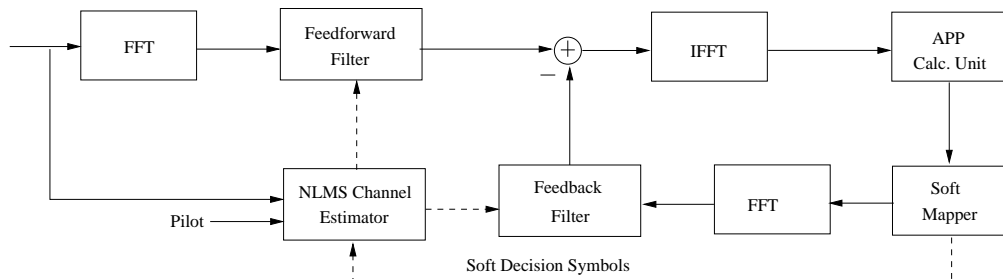 FFT
Feedforward
Filter
+
−
IFFT
APP
Calc. Unit
NLMS Channel
Estimator
Pilot
Feedback
Filter
FFT
Soft
Mapper
Soft Decision Symbols